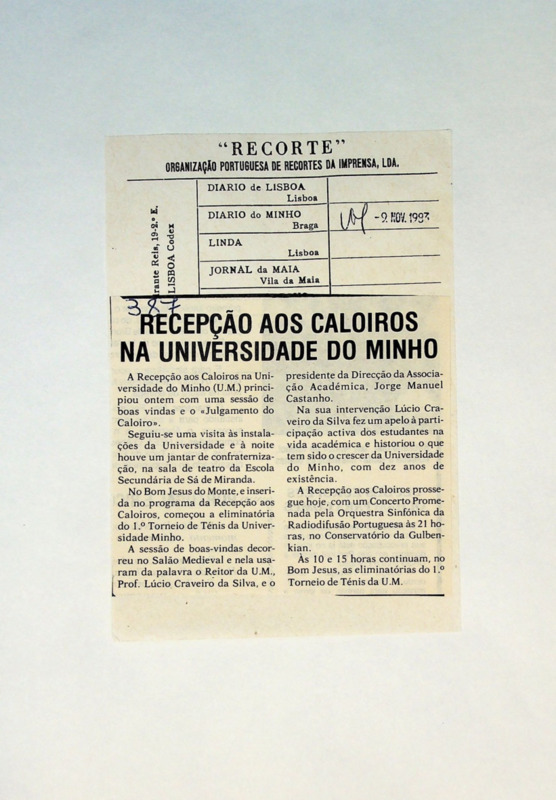 “RECORTE”
ORGANIZAÇÃO PORTUGUESA DE RECORTES DA IMPRENSA, LDA.
rante Reis, 19-2.º E.
LISBOA Codex
DIARIO de LISBOA
Lisboa
DIARIO do MINHO
Braga
-9 NOV. 1983
LINDA
Lisboa
JORNAL da MAIA
Vila da Maia
387
RECEPÇÃO AOS CALOIROS
NA UNIVERSIDADE DO MINHO
A Recepção aos Caloiros na Uni-
versidade do Minho (U.M.) princi-
piou ontem com uma sessão de
boas vindas e o «Julgamento do
Caloiro».
Seguiu-se uma visita às instala-
ções da Universidade e à noite
houve um jantar de confraterniza-
ção, na sala de teatro da Escola
Secundária de Sá de Miranda.
No Bom Jesus do Monte, e inseri-
da no programa da Recepção aos
Caloiros, começou a eliminatória
do 1.º Torneio de Ténis da Univer-
sidade Minho.
A sessão de boas-vindas decor-
reu no Salão Medieval e nela usa-
ram da palavra o Reitor da U.M.,
Prof. Lúcio Craveiro da Silva, e o
presidente da Direcção da Associa-
ção Académica, Jorge Manuel
Castanho.
Na sua intervenção Lúcio Cra-
veiro da Silva fez um apelo à parti-
cipação activa dos estudantes na
vida académica e historiou o que
tem sido o crescer da Universidade
do Minho, com dez anos de
existência.
A Recepção aos Caloiros prosse-
gue hoje, com um Concerto Prome-
nada pela Orquestra Sinfónica da
Radiodifusão Portuguesa às 21 ho-
ras, no Conservatório da Gulben-
kian.
Às 10 e 15 horas continuam, no
Bom Jesus, as eliminatórias do 1.º
Torneio de Ténis da U.M.